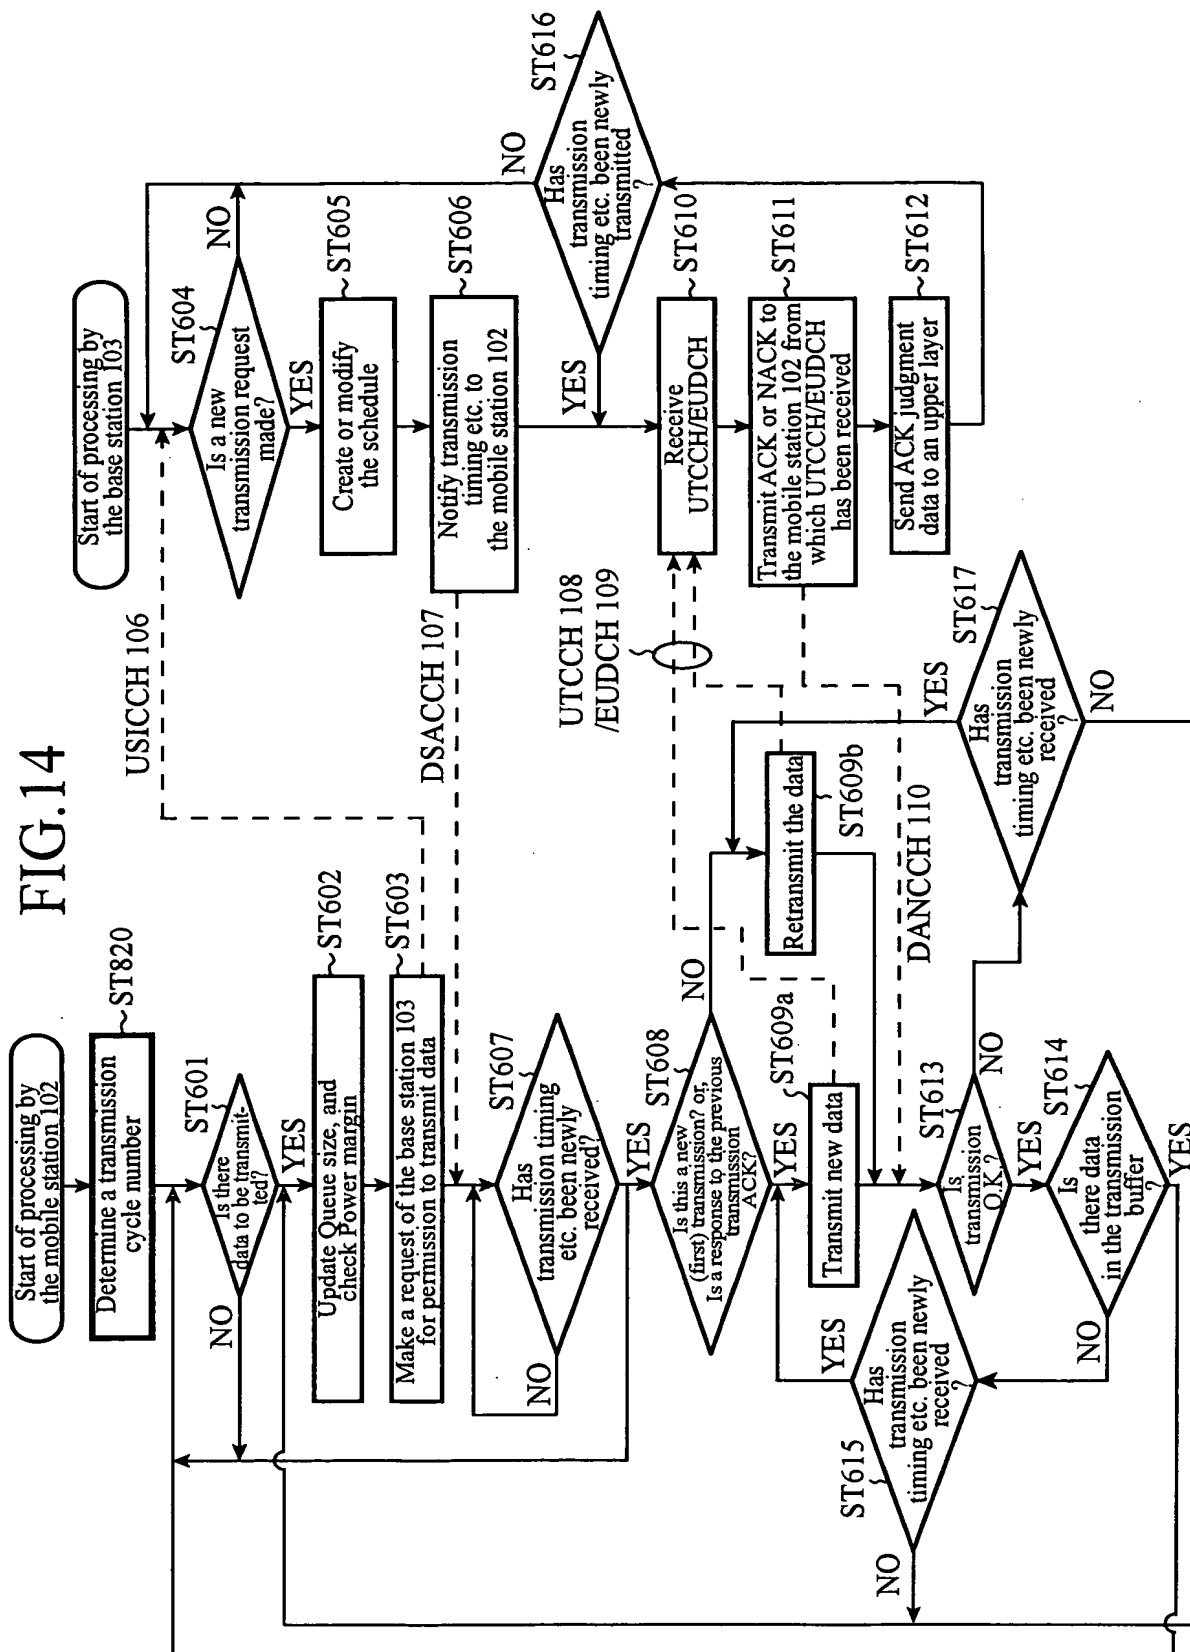 FIG.14
Start of processing by
the mobile station 102
Determine a transmission
cycle number
ST820
ST601
Is there
data to be transmit-
ted?
NO
YES
Update Queue size, and
check Power margin
ST602
Make a request of the base station 103
for permission to transmit data
ST603
ST607
Has
transmission timing
etc. been newly
received?
NO
YES
ST608
Is this a new
(first) transmission? or,
Is a response to the previous
transmission
ACK?
NO
YES
ST609a
Transmit new data
Retransmit the data
ST609b
ST613
Is
transmission
O.K.?
NO
YES
ST614
Is
there data
in the transmission
buffer
?
NO
YES
ST615
Has
transmission
timing etc. been newly
received
?
YES
NO
ST617
Has
transmission
timing etc. been newly
received
?
YES
NO
USICCH 106
DSACCH 107
UTCCH 108
/EUDCH 109
DANCCH 110
Start of processing by
the base station 103
ST604
Is a new
transmission request
made?
NO
YES
Create or modify
the schedule
ST605
Notify transmission
timing etc. to
the mobile station 102
ST606
Receive
UTCCH/EUDCH
ST610
Transmit ACK or NACK to
the mobile station 102 from
which UTCCH/EUDCH
has been received
ST611
Send ACK judgment
data to an upper layer
ST612
ST616
Has
transmission
timing etc. been newly
transmitted
?
NO
YES